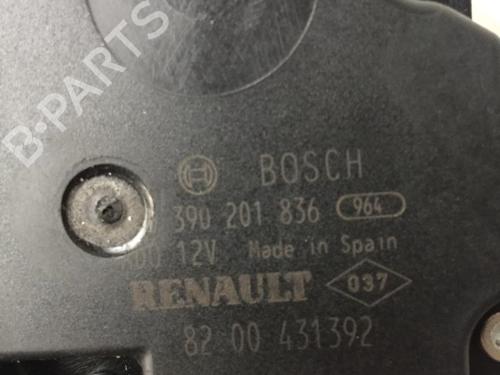 B-PARTS
BOSCH
390 201 836 964
12V Made in Spain
RENAULT 037
82 00 431392